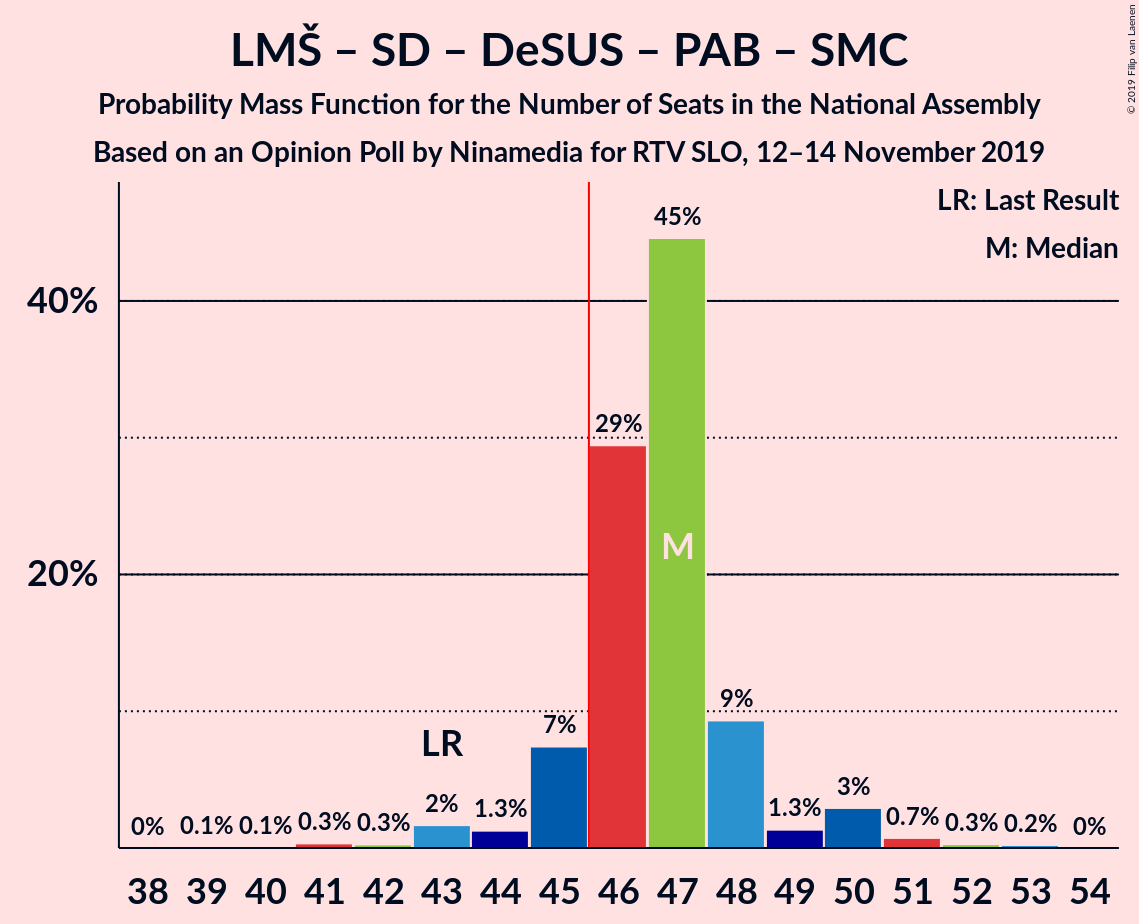 LMŠ – SD – DeSUS – PAB – SMC
Probability Mass Function for the Number of Seats in the National Assembly
Based on an Opinion Poll by Ninamedia for RTV SLO, 12–14 November 2019
© 2019 Filip van Laenen
LR: Last Result
M: Median
45%
40%
29%
M
20%
9%
7%
LR
3%
2%
1.3%
1.3%
0% 0.1% 0.1% 0.3% 0.3%
0.7% 0.3% 0.2% 0%
38 39 40 41 42 43 44 45 46 47 48 49 50 51 52 53 54